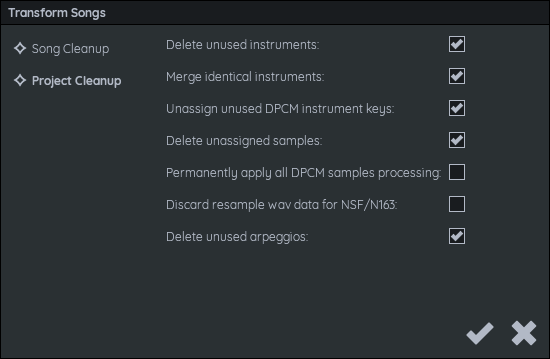 Transform Songs
Song Cleanup
Project Cleanup
Delete unused instruments:
Merge identical instruments:
Unassign unused DPCM instrument keys:
Delete unassigned samples:
Permanently apply all DPCM samples processing:
Discard resample wav data for NSF/N163:
Delete unused arpeggios: